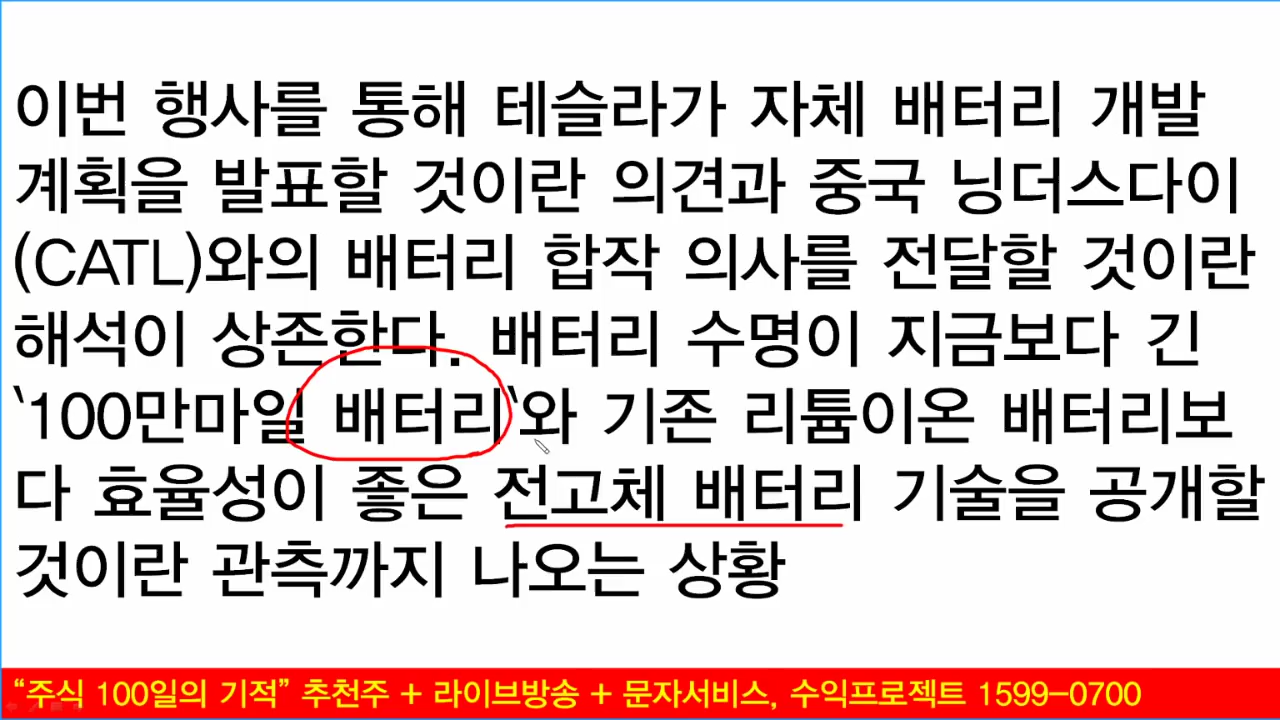 이번 행사를 통해 테슬라가 자체 배터리 개발
계획을 발표할 것이란 의견과 중국 닝더스다이
(CATL)와의 배터리 합작 의사를 전달할 것이란
해석이 상존한다. 배터리 수명이 지금보다 긴
‘100만마일 배터리‘와 기존 리튬이온 배터리보
다 효율성이 좋은 전고체 배터리 기술을 공개할
것이란 관측까지 나오는 상황
“주식 100일의 기적” 추천주 + 라이브방송 + 문자서비스, 수익프로젝트 1599-0700